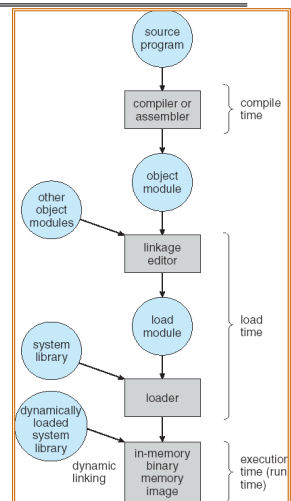 source
program
compiler or
assembler
compile
time
object
module
other
object
modules
linkage
editor
load
module
load
time
system
library
loader
dynamically
loaded
system
library
dynamic
linking
in-memory
binary
memory
image
execution
time (run
time)